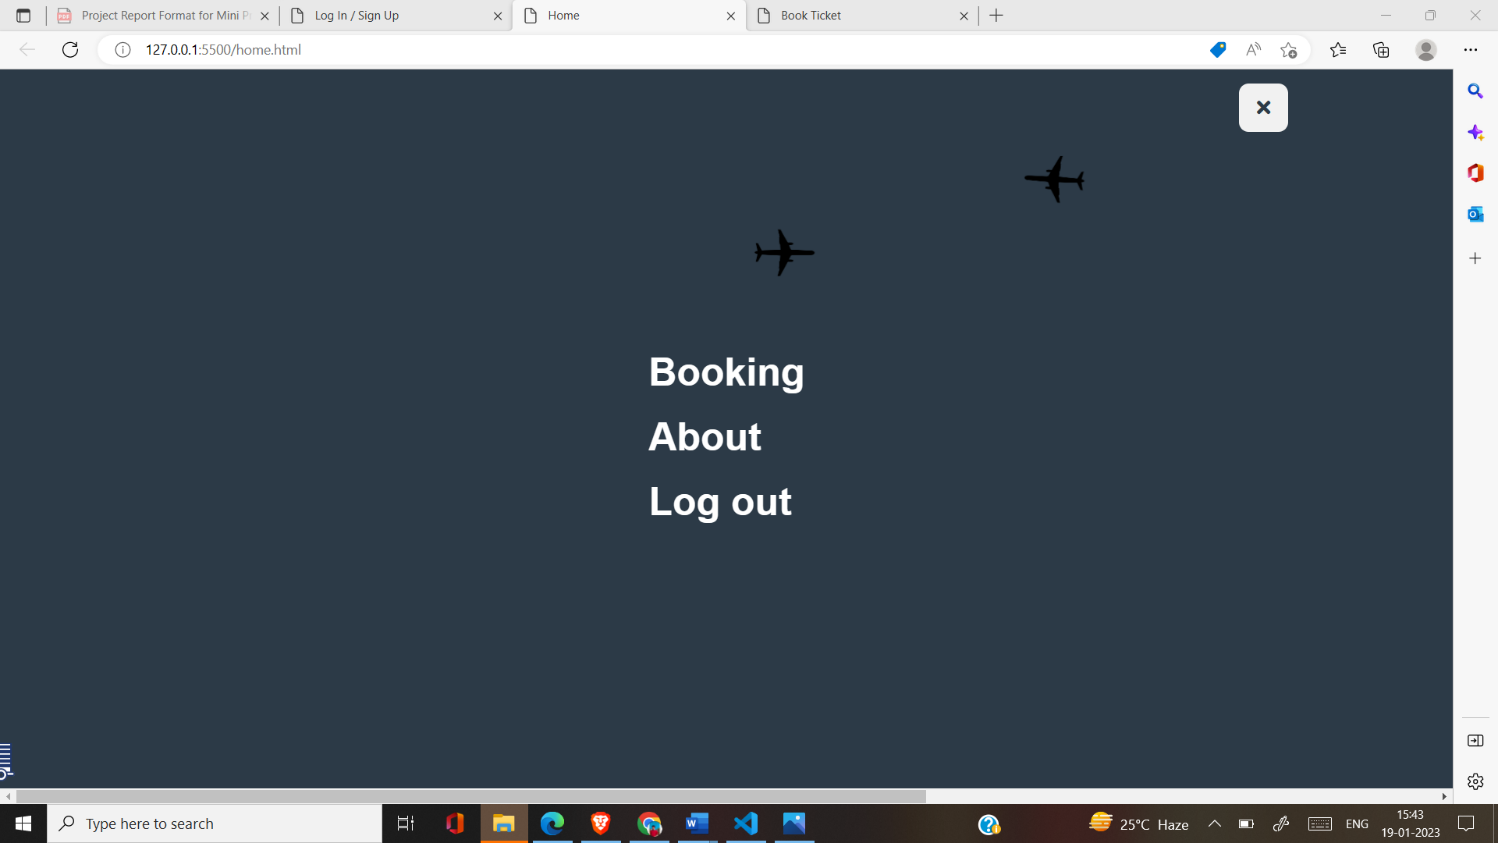 Project Report Format for Mini P
Log In / Sign Up
Home
Book Ticket
127.0.0.1:5500/home.html
Booking
About
Log out
Type here to search
25°C Haze
ENG
15:43
19-01-2023